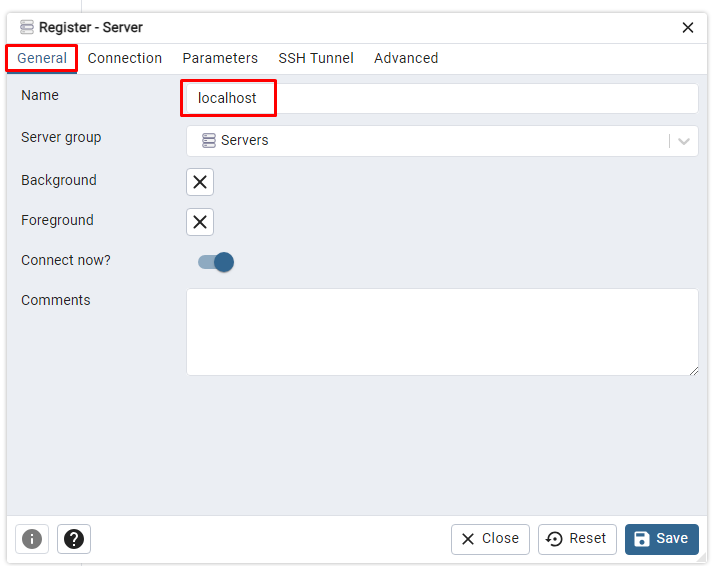 Register - Server
General Connection Parameters SSH Tunnel Advanced
Name localhost
Server group Servers
Background
Foreground
Connect now?
Comments
Close Reset Save